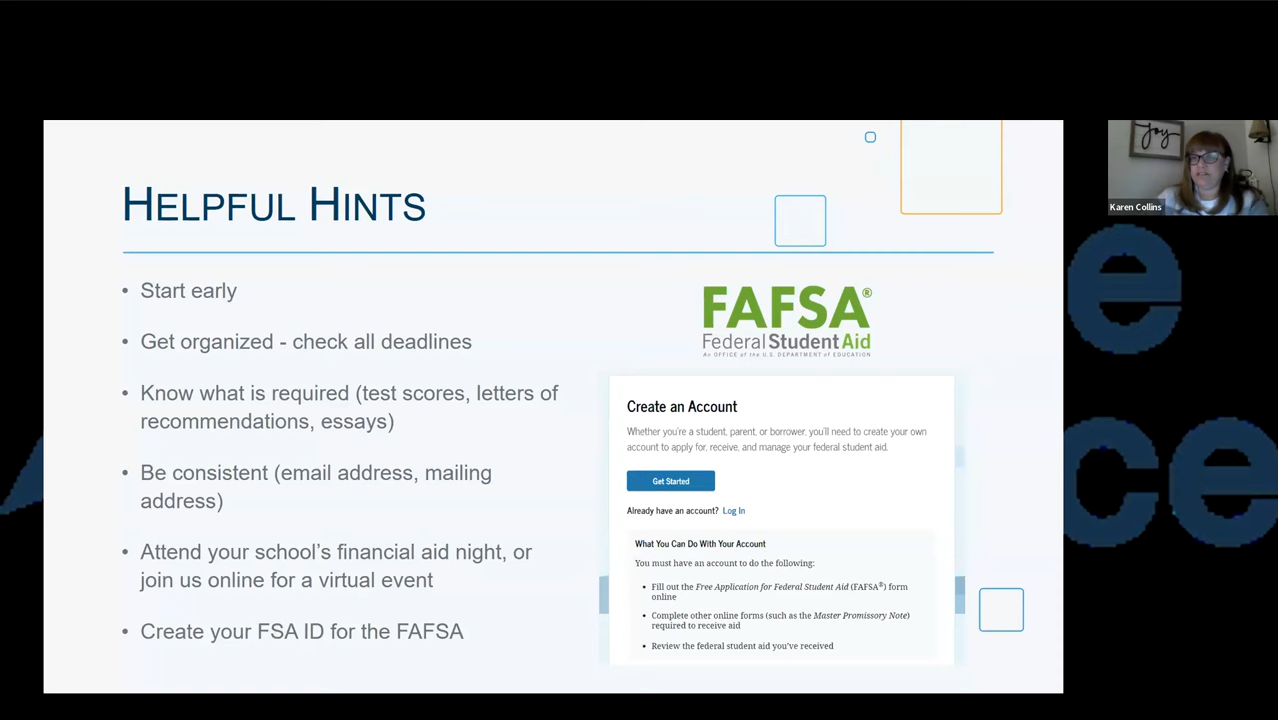 HELPFUL HINTS
• Start early
• Get organized - check all deadlines
• Know what is required (test scores, letters of
recommendations, essays)
• Be consistent (email address, mailing
address)
• Attend your school's financial aid night, or
join us online for a virtual event
• Create your FSA ID for the FAFSA
FAFSA®
Federal Student Aid
An OFFICE of the U.S. DEPARTMENT of EDUCATION
Create an Account
Whether you're a student, parent, or borrower, you'll need to create your own
account to apply for, receive, and manage your federal student aid.
Get Started
Already have an account? Log In
What You Can Do With Your Account
You must have an account to do the following:
• Fill out the Free Application for Federal Student Aid (FAFSA®) form
online
• Complete other online forms (such as the Master Promissory Note)
required to receive aid
• Review the federal student aid you've received
Joy
Karen Collins
e
ce